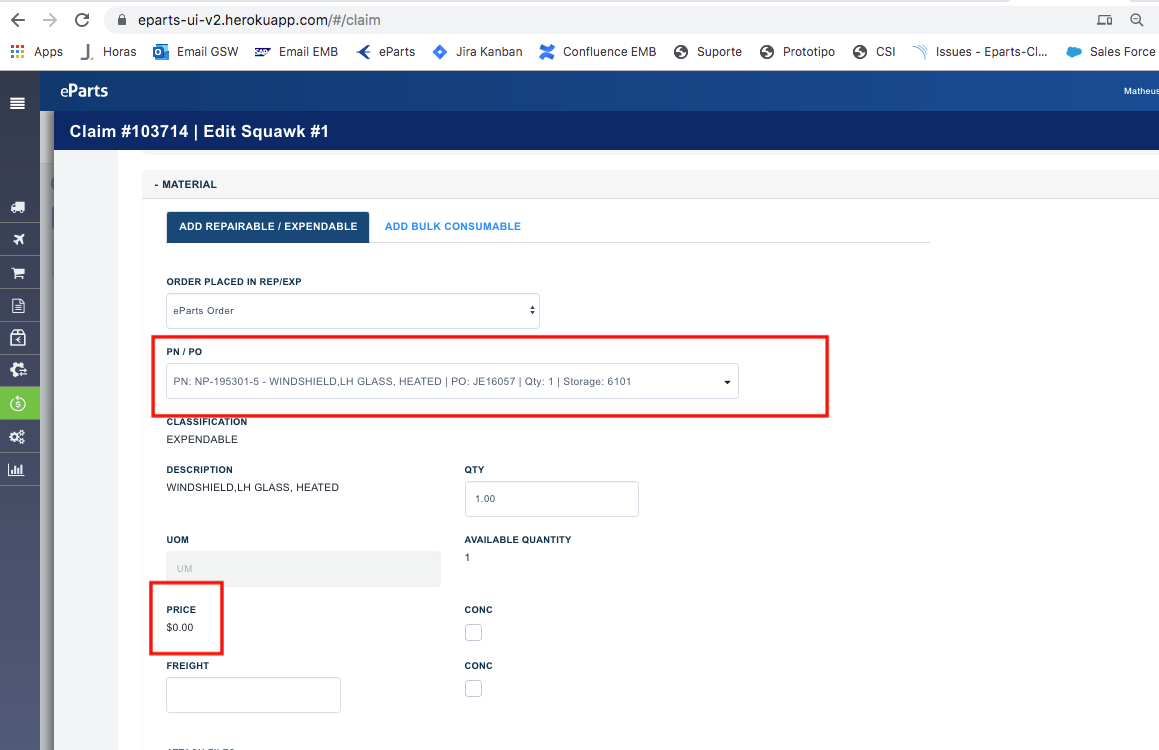 eparts-ui-v2.herokuapp.com/#/claim
Apps Horas Email GSW SAP Email EMB eParts Jira Kanban Confluence EMB Suporte Prototipo CSI Issues - Eparts-Cl... Sales Force
eParts
Matheus
Claim #103714 | Edit Squawk #1
- MATERIAL
ADD REPAIRABLE / EXPENDABLE ADD BULK CONSUMABLE
ORDER PLACED IN REP/EXP
eParts Order
PN / PO
PN: NP-195301-5 - WINDSHIELD,LH GLASS, HEATED | PO: JE16057 | Qty: 1 | Storage: 6101
CLASSIFICATION
EXPENDABLE
DESCRIPTION QTY
WINDSHIELD,LH GLASS, HEATED
1.00
UOM AVAILABLE QUANTITY
1
UM
PRICE CONC
$0.00
FREIGHT CONC
ATTACH FILES